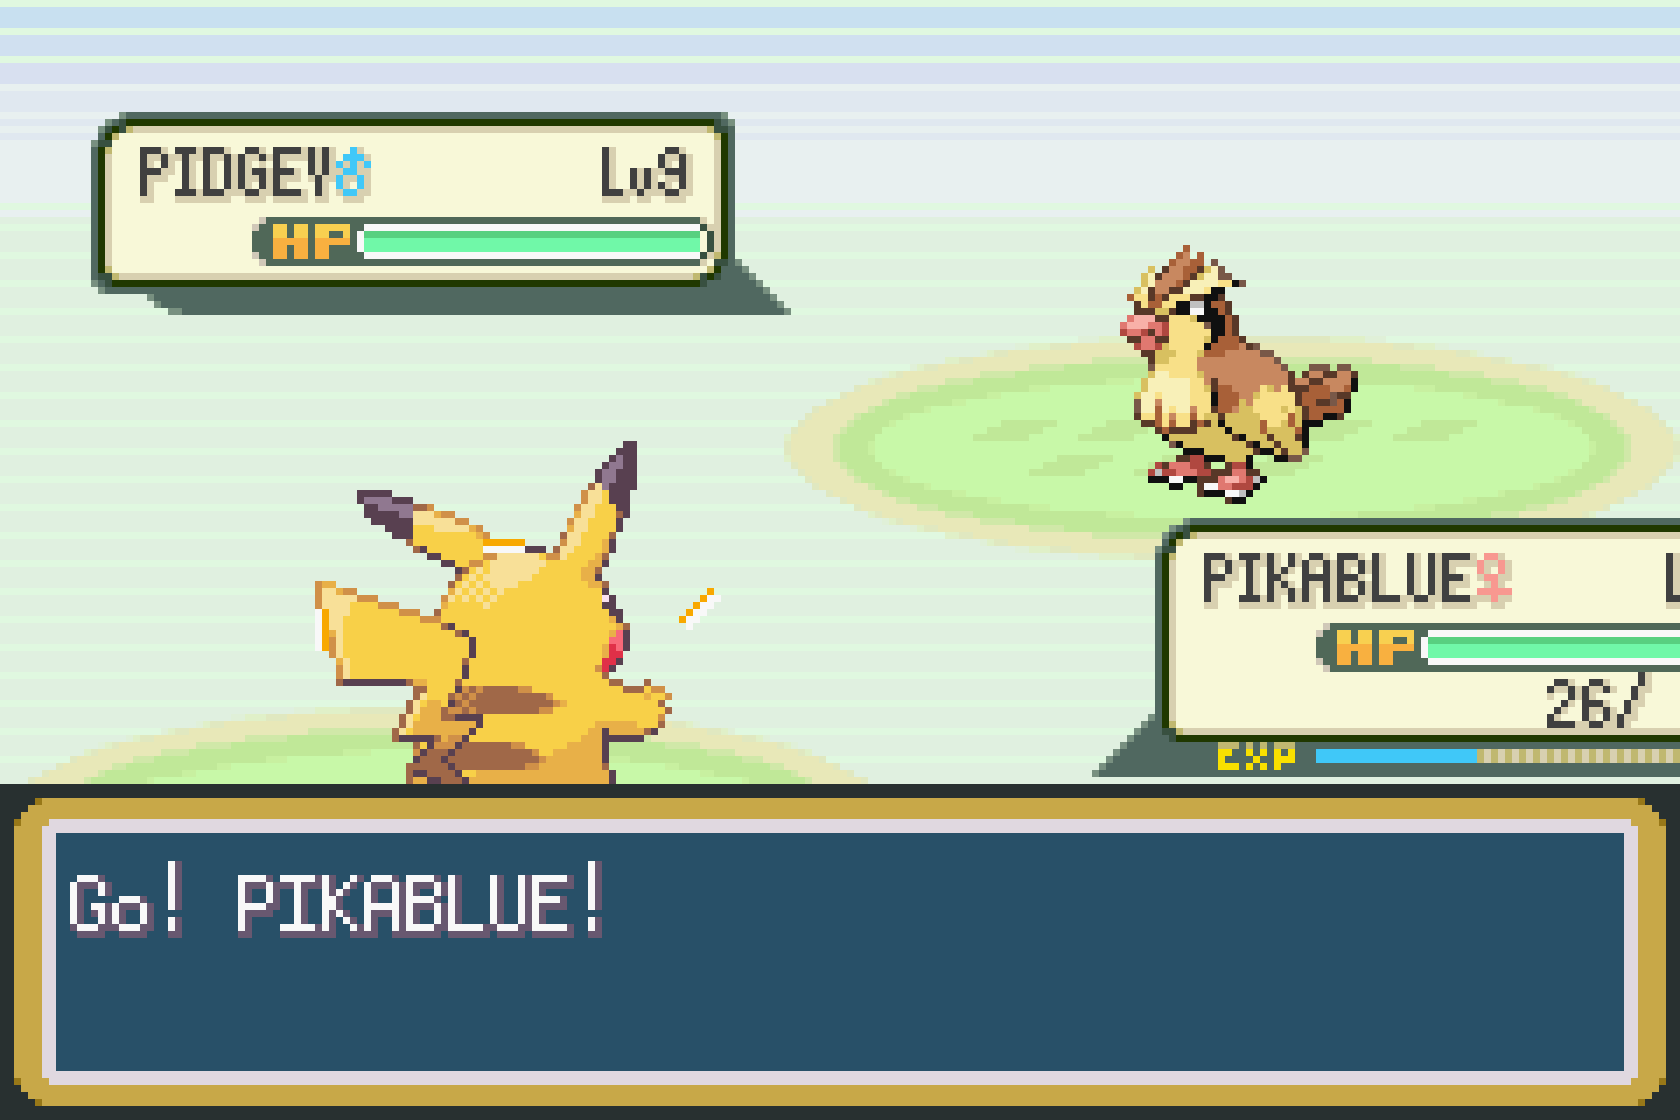 PIDGEY♂ Lv9
HP
PIKABLUE♀ L
HP
26/
EXP
Go! PIKABLUE!